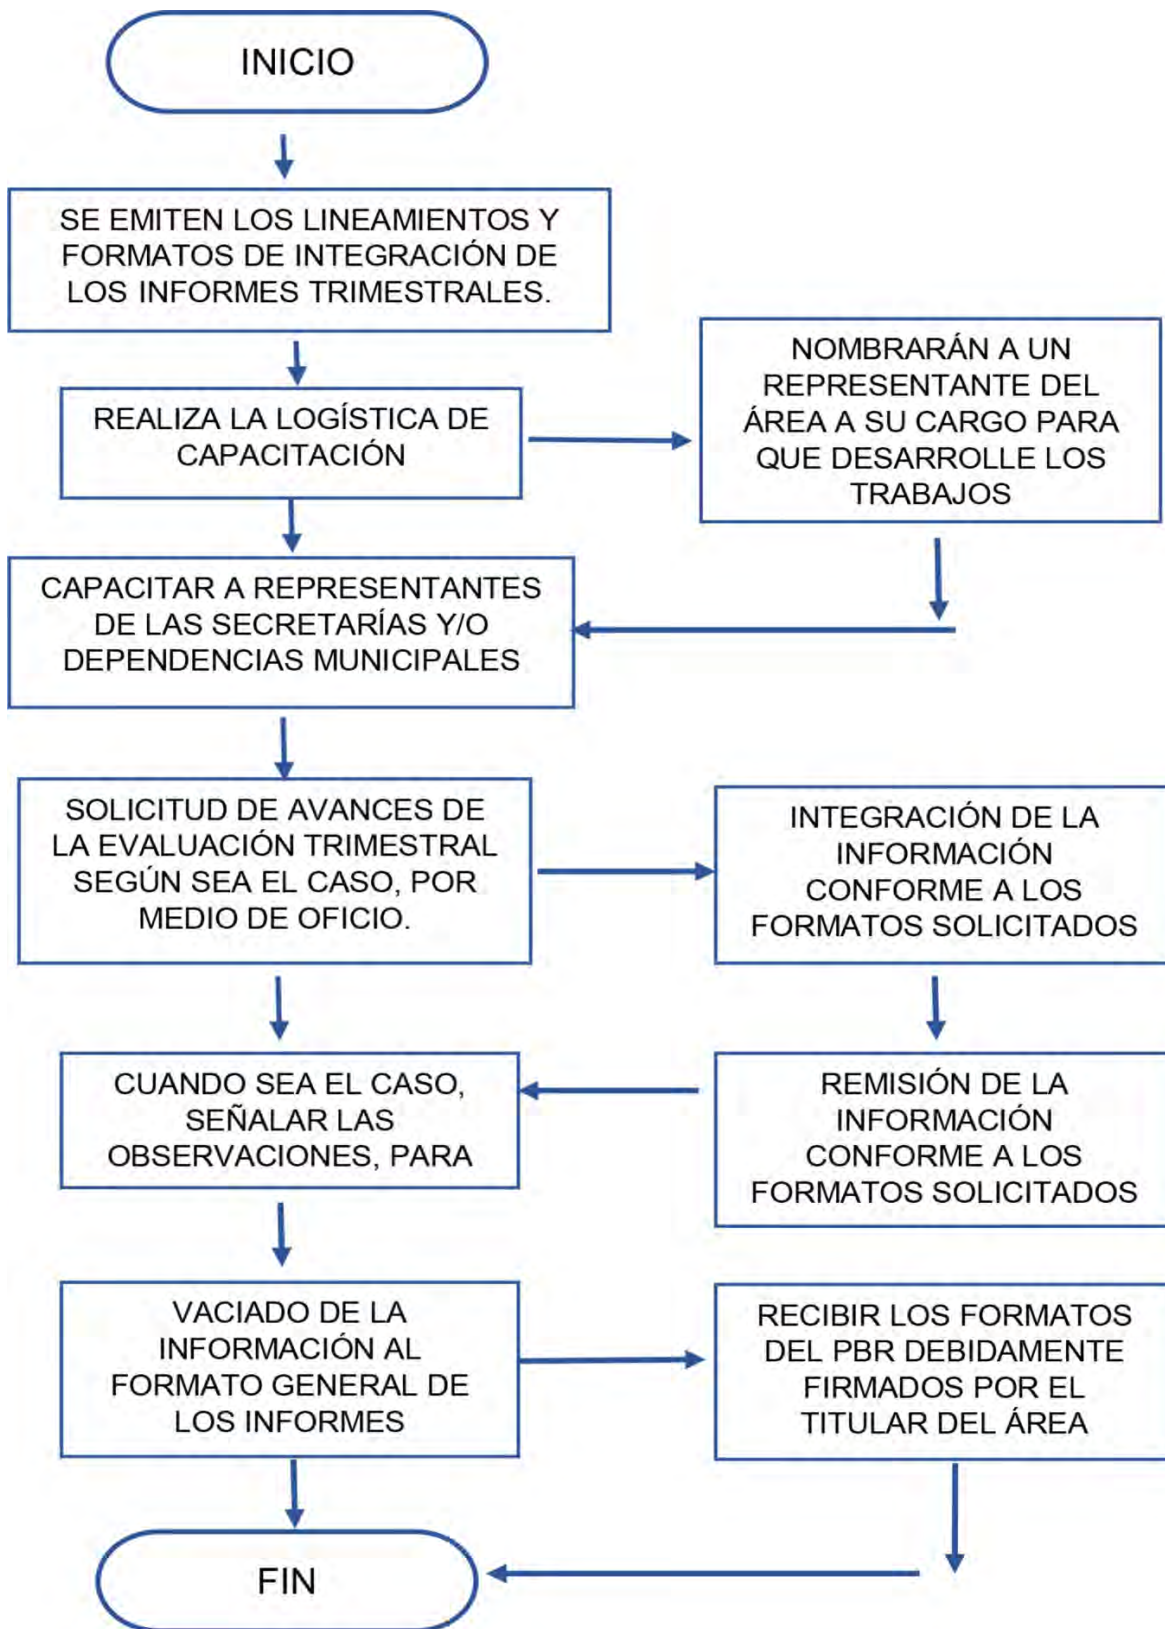 INICIO
SE EMITEN LOS LINEAMIENTOS Y
FORMATOS DE INTEGRACIÓN DE
LOS INFORMES TRIMESTRALES.
REALIZA LA LOGÍSTICA DE
CAPACITACIÓN
NOMBRARÁN A UN
REPRESENTANTE DEL
ÁREA A SU CARGO PARA
QUE DESARROLLE LOS
TRABAJOS
CAPACITAR A REPRESENTANTES
DE LAS SECRETARÍAS Y/O
DEPENDENCIAS MUNICIPALES
SOLICITUD DE AVANCES DE
LA EVALUACIÓN TRIMESTRAL
SEGÚN SEA EL CASO, POR
MEDIO DE OFICIO.
INTEGRACIÓN DE LA
INFORMACIÓN
CONFORME A LOS
FORMATOS SOLICITADOS
CUANDO SEA EL CASO,
SEÑALAR LAS
OBSERVACIONES, PARA
REMISIÓN DE LA
INFORMACIÓN
CONFORME A LOS
FORMATOS SOLICITADOS
VACIADO DE LA
INFORMACIÓN AL
FORMATO GENERAL DE
LOS INFORMES
RECIBIR LOS FORMATOS
DEL PBR DEBIDAMENTE
FIRMADOS POR EL
TITULAR DEL ÁREA
FIN